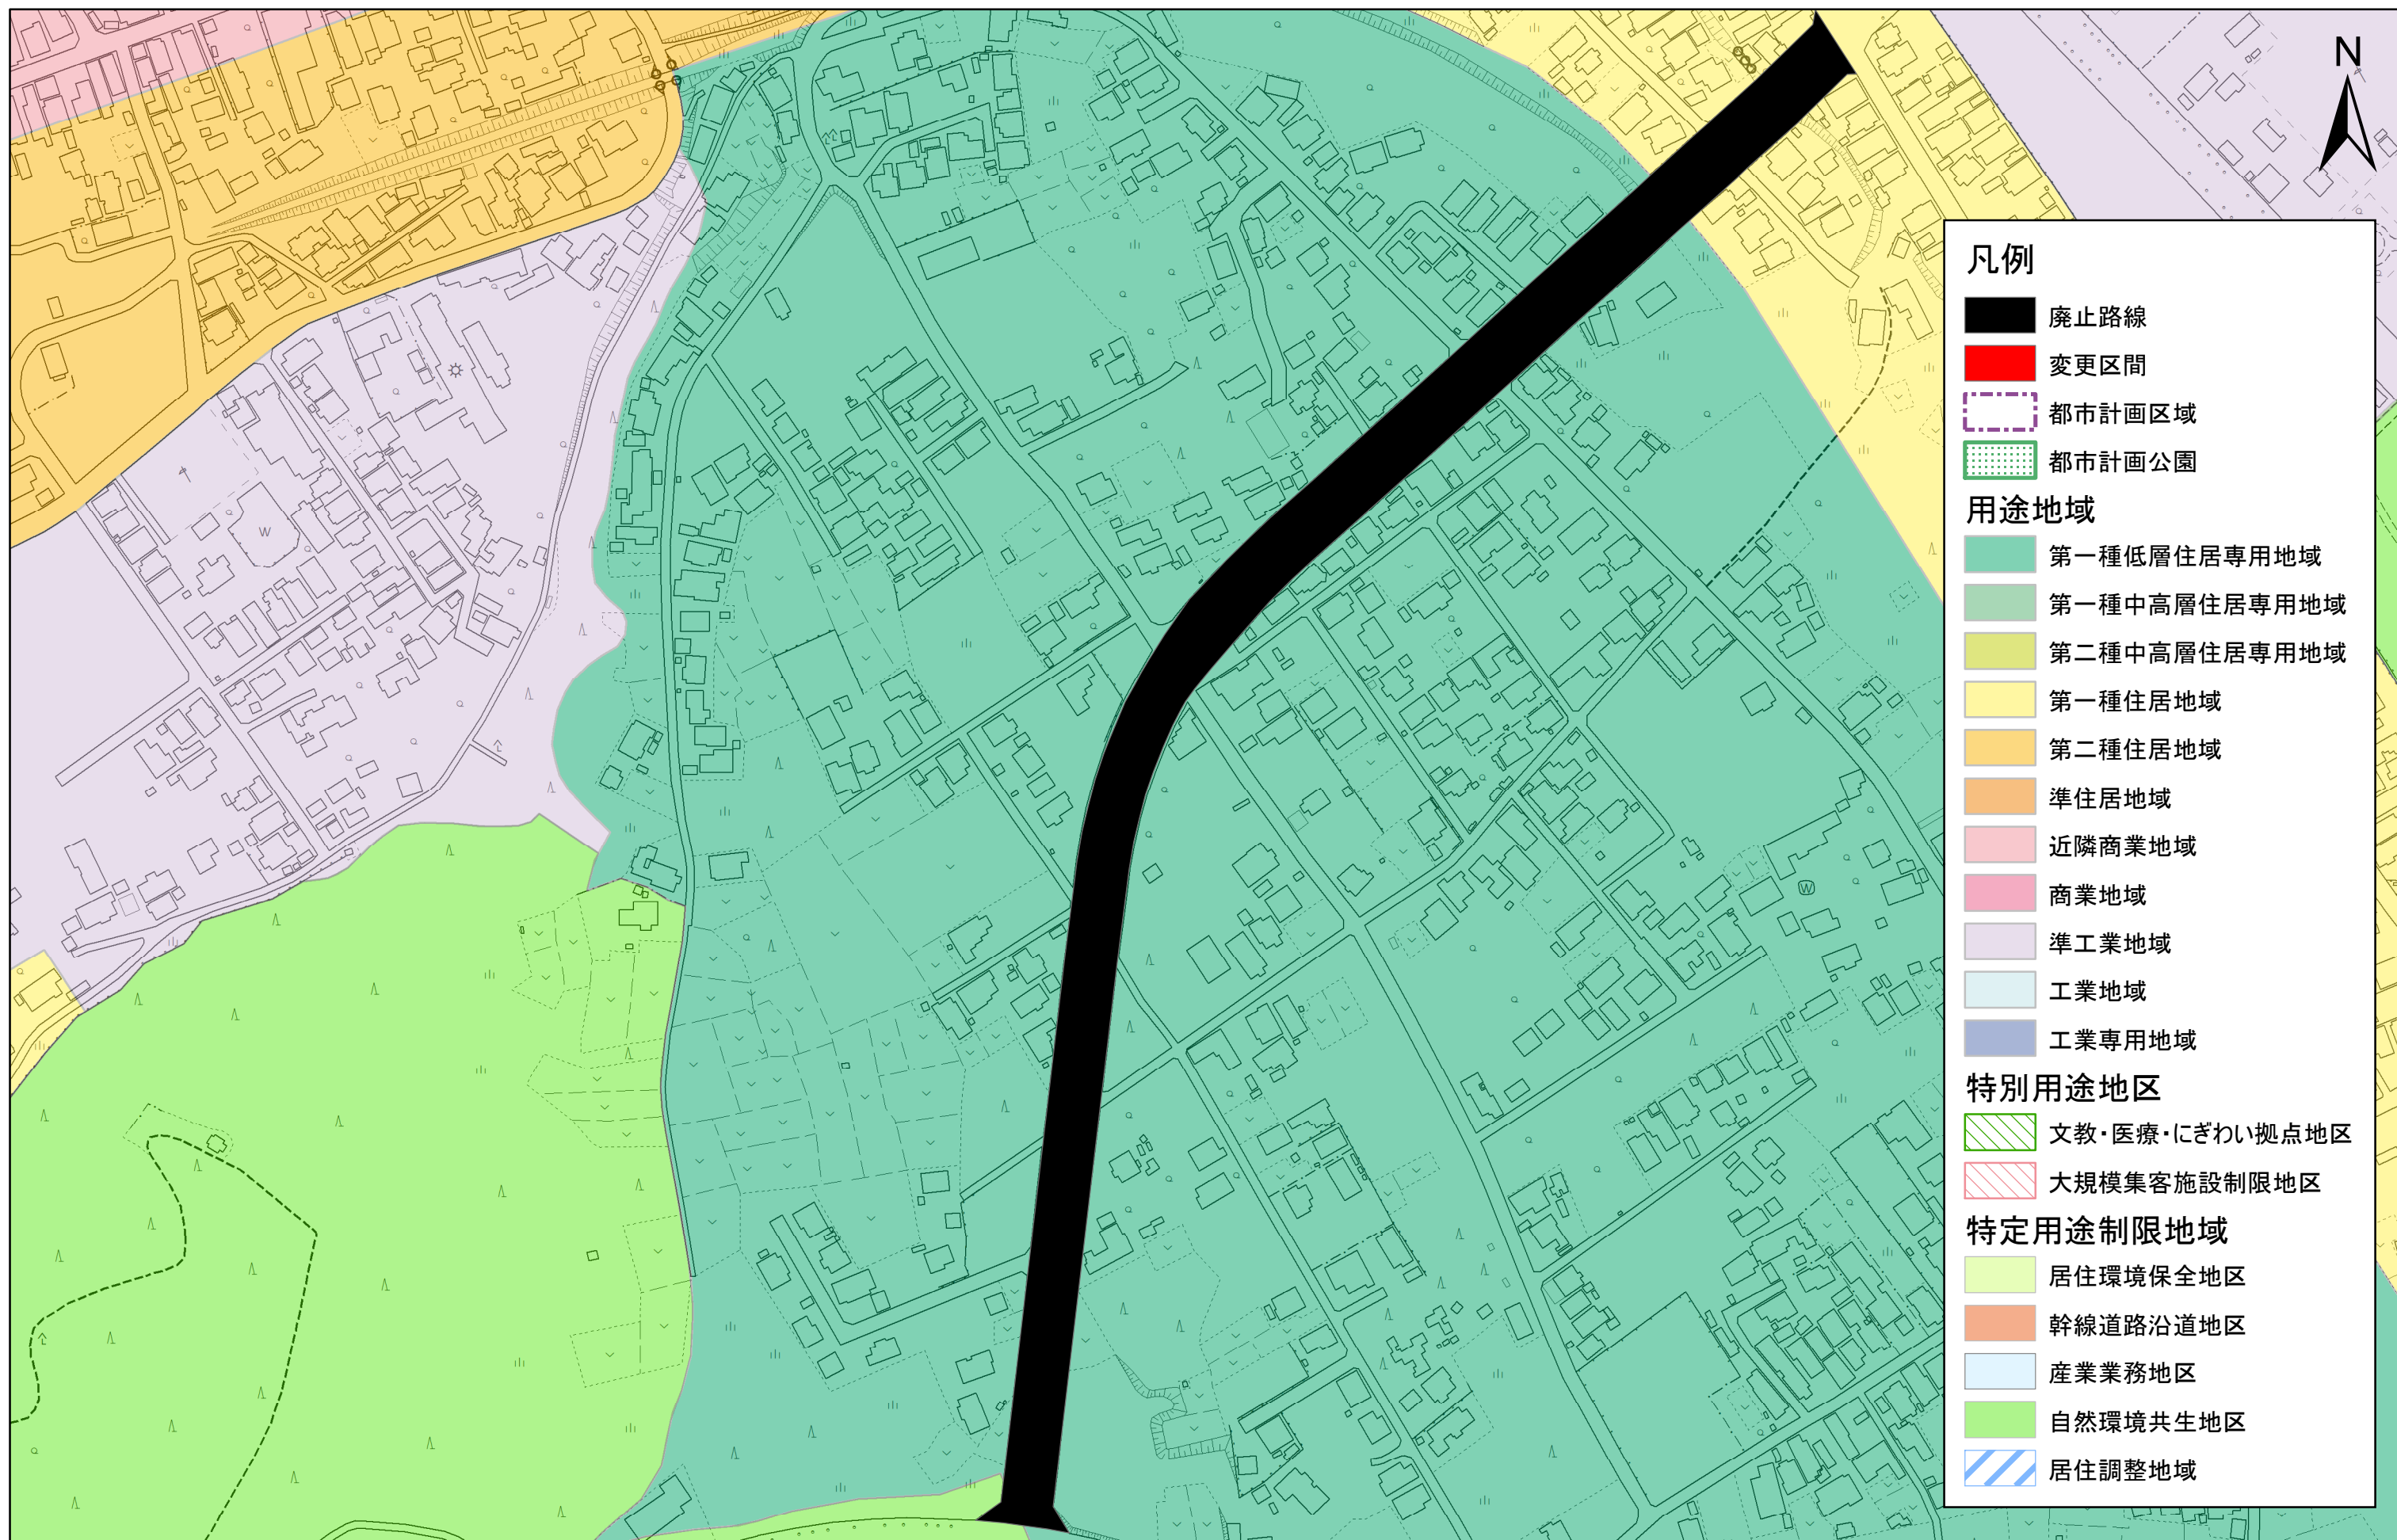 N
凡例
廃止路線
変更区間
都市計画区域
都市計画公園
用途地域
第一種低層住居専用地域
第一種中高層住居専用地域
第二種中高層住居専用地域
第一種住居地域
第二種住居地域
準住居地域
近隣商業地域
商業地域
準工業地域
工業地域
工業専用地域
特別用途地区
文教・医療・にぎわい拠点地区
大規模集客施設制限地区
特定用途制限地域
居住環境保全地区
幹線道路沿道地区
産業業務地区
自然環境共生地区
居住調整地域
W
W